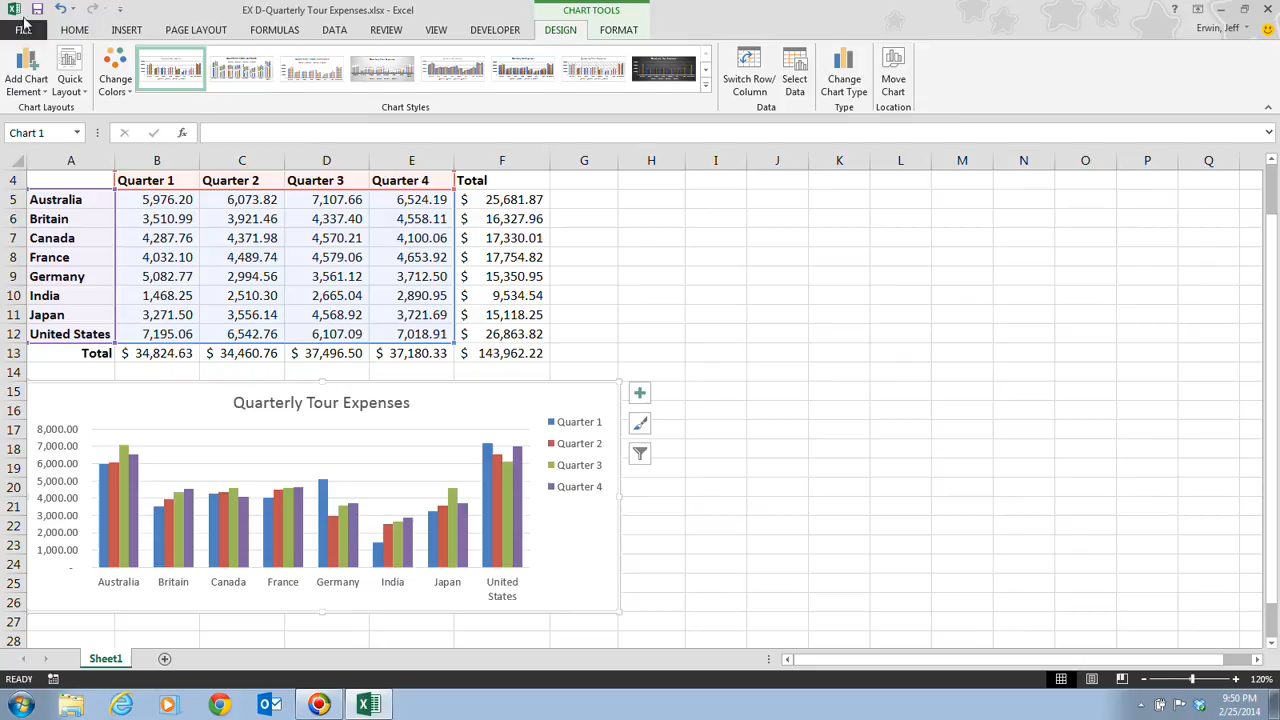 EX D-Quarterly Tour Expenses.xlsx - Excel
CHART TOOLS
FILE HOME INSERT PAGE LAYOUT FORMULAS DATA REVIEW VIEW DEVELOPER DESIGN FORMAT Erwin, Jeff
Add Chart Element Quick Layout Change Colors Switch Row/Column Select Data Change Chart Type Move Chart
Chart Layouts Chart Styles Data Type Location
Chart 1 fx
A B C D E F G H I J K L M N O P Q
4 Quarter 1 Quarter 2 Quarter 3 Quarter 4 Total
5 Australia 5,976.20 6,073.82 7,107.66 6,524.19 $ 25,681.87
6 Britain 3,510.99 3,921.46 4,337.40 4,558.11 $ 16,327.96
7 Canada 4,287.76 4,371.98 4,570.21 4,100.06 $ 17,330.01
8 France 4,032.10 4,489.74 4,579.06 4,653.92 $ 17,754.82
9 Germany 5,082.77 2,994.56 3,561.12 3,712.50 $ 15,350.95
10 India 1,468.25 2,510.30 2,665.04 2,890.95 $ 9,534.54
11 Japan 3,271.50 3,556.14 4,568.92 3,721.69 $ 15,118.25
12 United States 7,195.06 6,542.76 6,107.09 7,018.91 $ 26,863.82
13 Total $ 34,824.63 $ 34,460.76 $ 37,496.50 $ 37,180.33 $ 143,962.22
14
15
16
17
18
19
20
21
22
23
24
25
26
27
28
Quarterly Tour Expenses
8,000.00
7,000.00
6,000.00
5,000.00
4,000.00
3,000.00
2,000.00
1,000.00
-
Quarter 1
Quarter 2
Quarter 3
Quarter 4
Australia Britain Canada France Germany India Japan United States
Sheet1
READY 120%
9:50 PM
2/25/2014